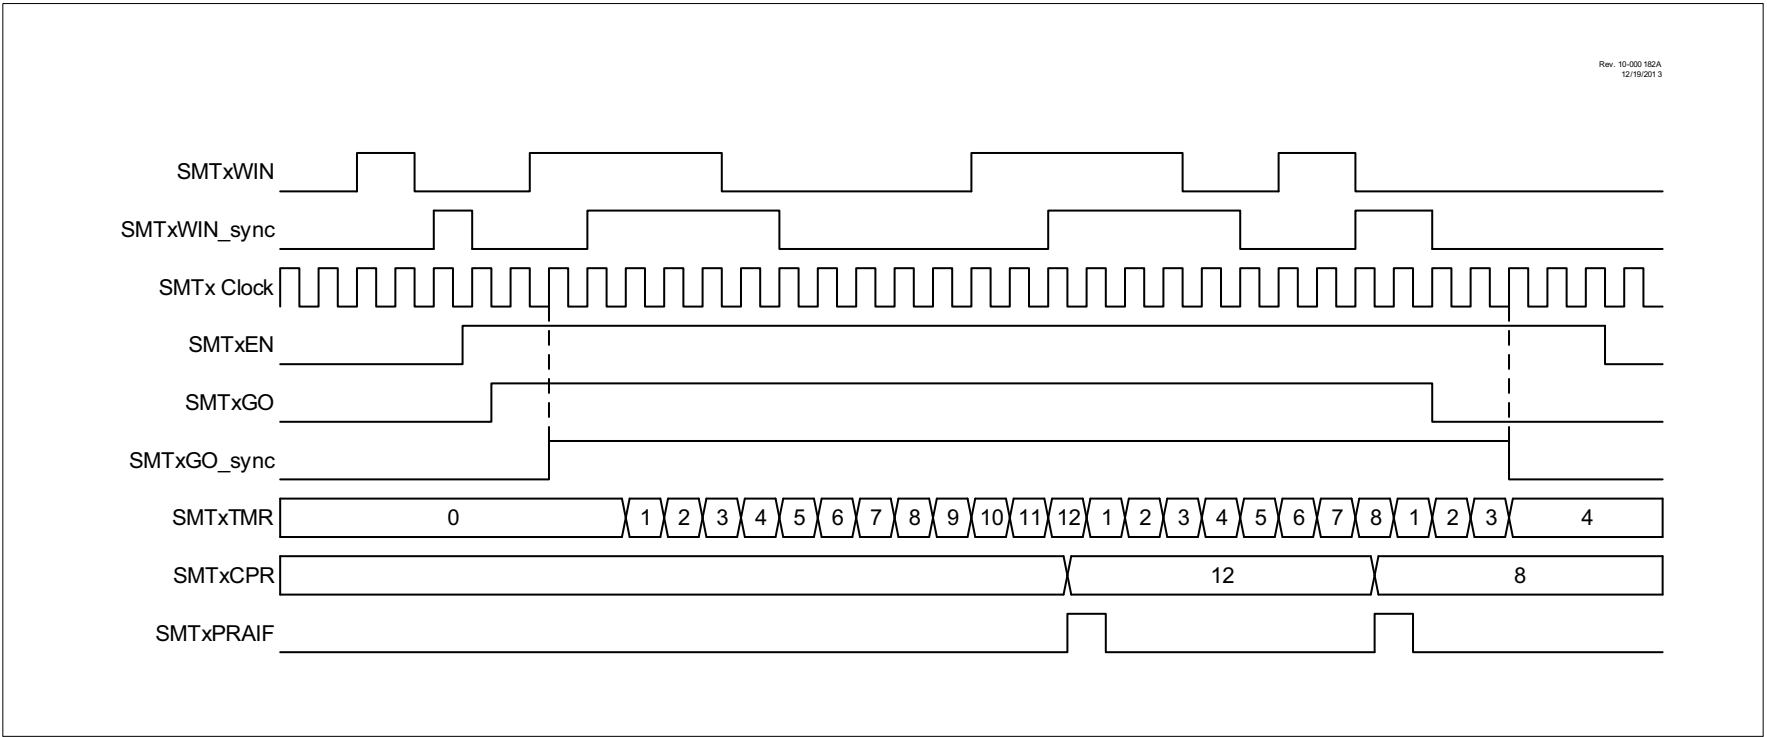 Rev. 10-000 182A
12/19/201 3
SMTxWIN
SMTxWIN_sync
SMTx Clock
SMTxEN
SMTxGO
SMTxGO_sync
SMTxTMR 0 1 2 3 4 5 6 7 8 9 10 11 12 1 2 3 4 5 6 7 8 1 2 3 4
SMTxCPR 12 8
SMTxPRAIF